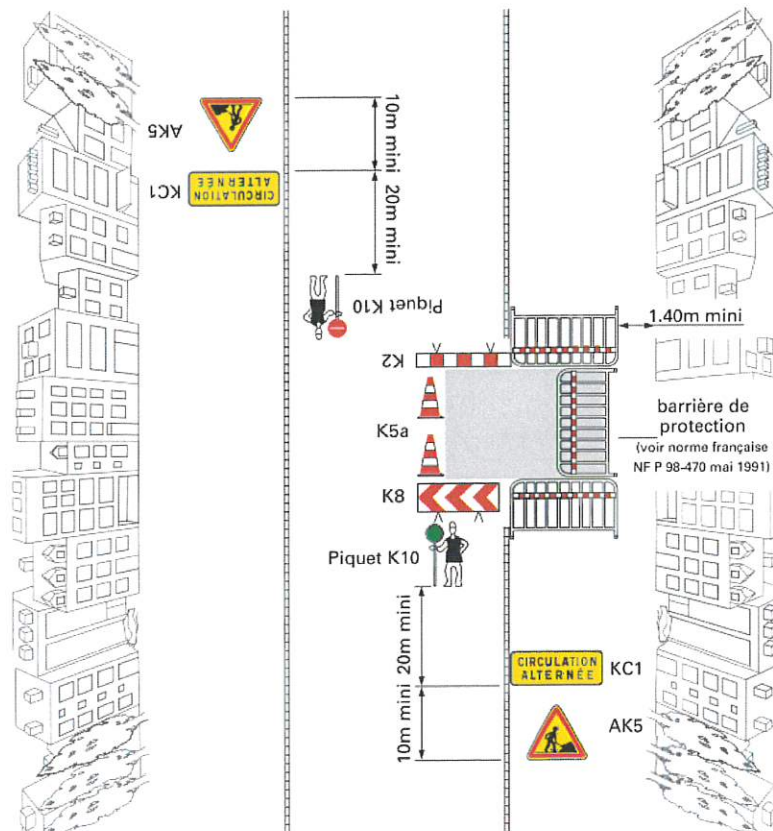 10m mini
AK5
CIRCULATION
ALTERNÉE
KC1
20m mini
Piquet K10
1.40m mini
K2
barrière de
protection
(voir norme française
NF P 98-470 mai 1991)
K5a
K8
Piquet K10
20m mini
CIRCULATION
ALTERNÉE
KC1
10m mini
AK5